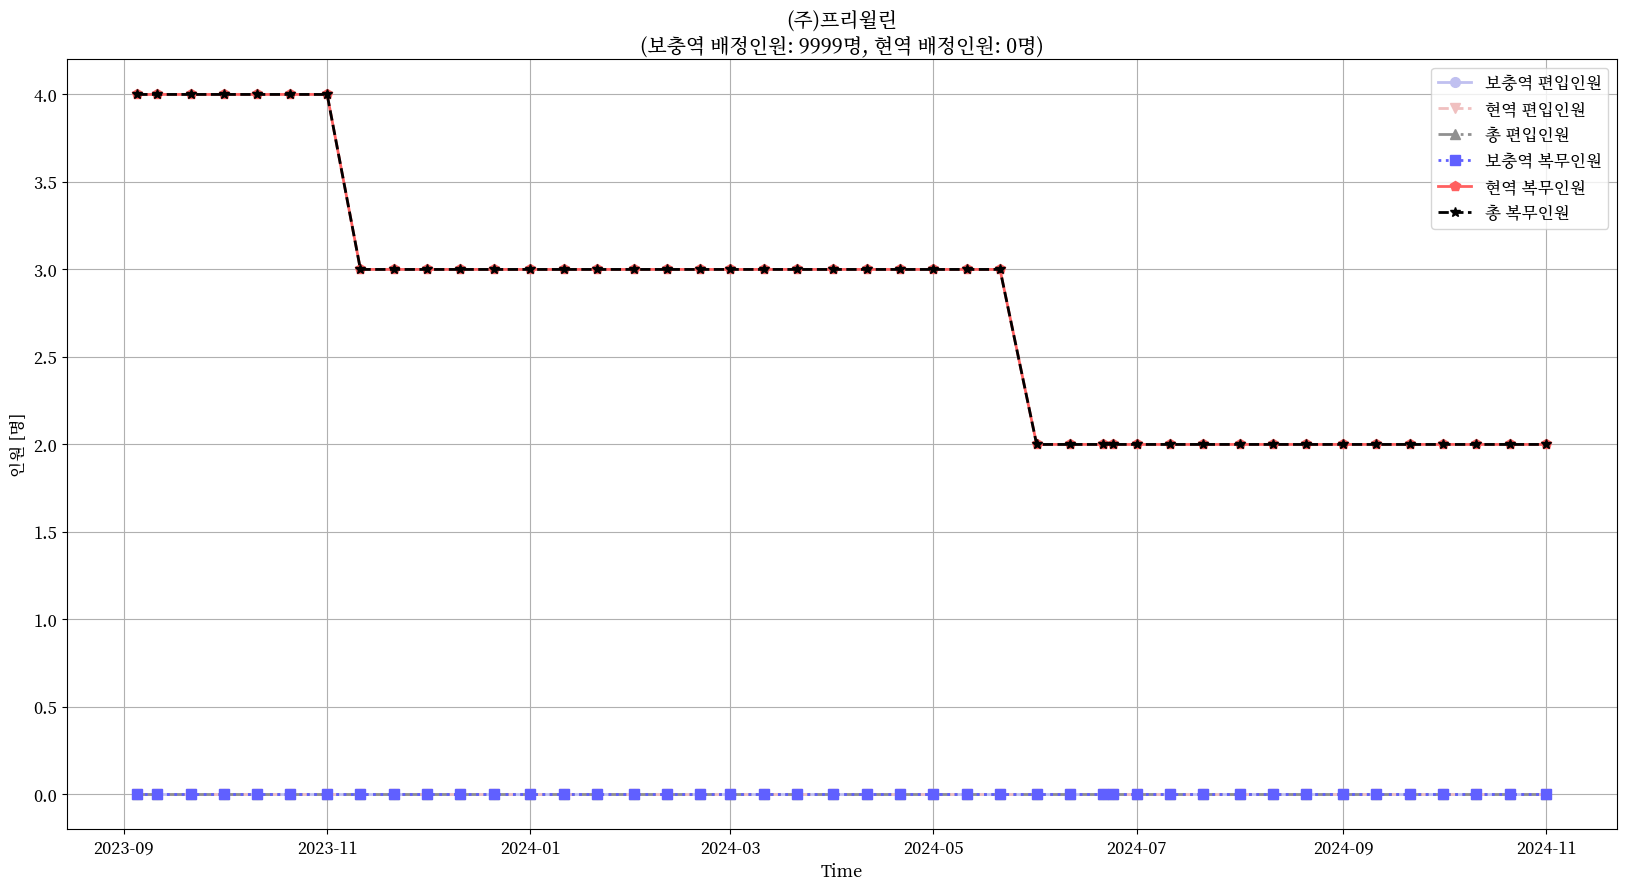 (주)프리윌린
(보충역 배정인원: 9999명, 현역 배정인원: 0명)
보충역 편입인원
현역 편입인원
총 편입인원
보충역 복무인원
현역 복무인원
총 복무인원
4.0
3.5
3.0
2.5
2.0
1.5
1.0
0.5
0.0
인원 [명]
2023-09 2023-11 2024-01 2024-03 2024-05 2024-07 2024-09 2024-11
Time